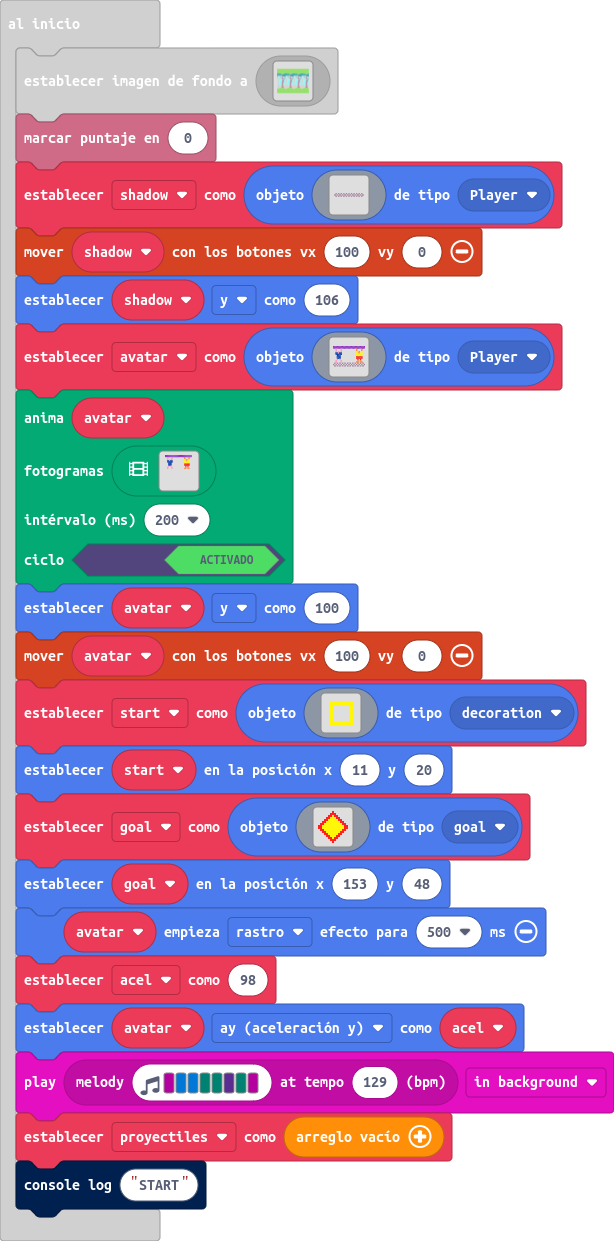 al inicio
establecer imagen de fondo a
marcar puntaje en 0
establecer shadow como objeto de tipo Player
mover shadow con los botones vx 100 vy 0
establecer shadow y como 106
establecer avatar como objeto de tipo Player
anima avatar
fotogramas
intérvalo (ms) 200
ciclo ACTIVADO
establecer avatar y como 100
mover avatar con los botones vx 100 vy 0
establecer start como objeto de tipo decoration
establecer start en la posición x 11 y 20
establecer goal como objeto de tipo goal
establecer goal en la posición x 153 y 48
avatar empieza rastro efecto para 500 ms
establecer acel como 98
establecer avatar ay (aceleración y) como acel
play melody at tempo 129 (bpm) in background
establecer proyectiles como arreglo vacío
console log "START"